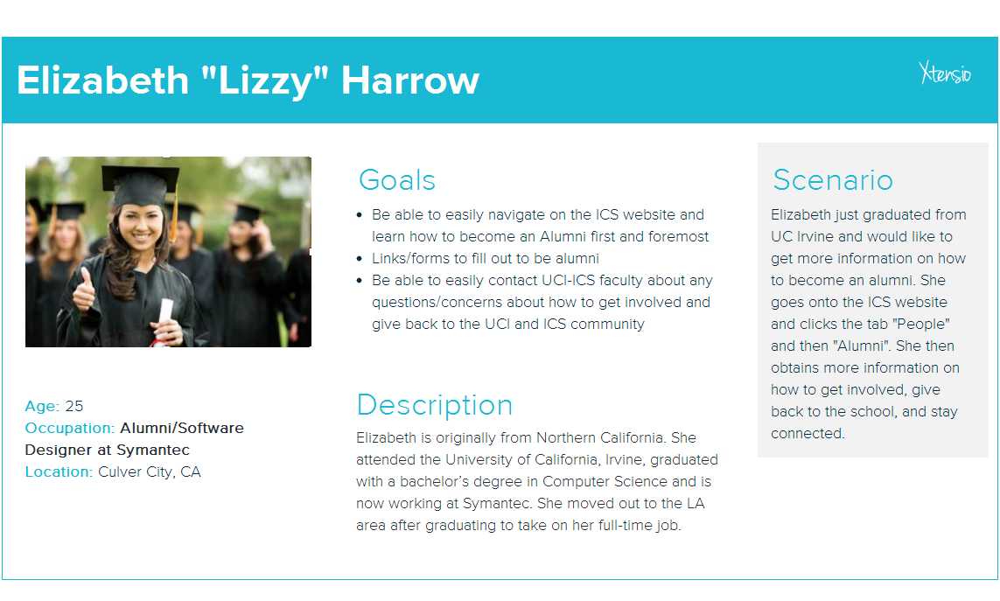 Elizabeth "Lizzy" Harrow
Xtensio
Age: 25
Occupation: Alumni/Software
Designer at Symantec
Location: Culver City, CA
Goals
• Be able to easily navigate on the ICS website and
learn how to become an Alumni first and foremost
• Links/forms to fill out to be alumni
• Be able to easily contact UCI-ICS faculty about any
questions/concerns about how to get involved and
give back to the UCI and ICS community
Description
Elizabeth is originally from Northern California. She
attended the University of California, Irvine, graduated
with a bachelor’s degree in Computer Science and is
now working at Symantec. She moved out to the LA
area after graduating to take on her full-time job.
Scenario
Elizabeth just graduated from
UC Irvine and would like to
get more information on how
to become an alumni. She
goes onto the ICS website
and clicks the tab "People"
and then "Alumni". She then
obtains more information on
how to get involved, give
back to the school, and stay
connected.